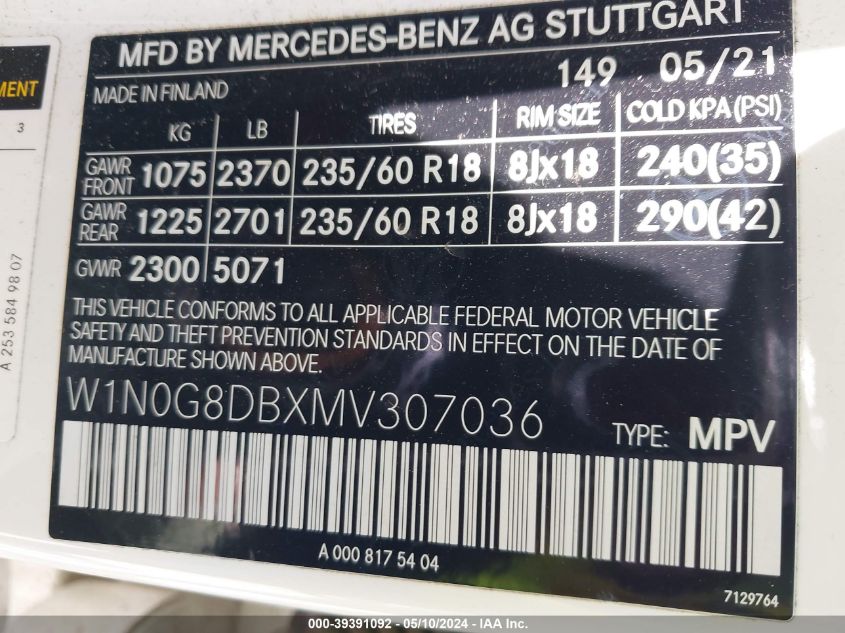 MFD BY MERCEDES-BENZ AG STUTTGART
149 05/21
MADE IN FINLAND
KG LB TIRES RIM SIZE COLD KPA (PSI)
GAWR FRONT 1075 2370 235/60 R18 8Jx18 240(35)
GAWR REAR 1225 2701 235/60 R18 8Jx18 290(42)
GVWR 2300 5071
THIS VEHICLE CONFORMS TO ALL APPLICABLE FEDERAL MOTOR VEHICLE
SAFETY AND THEFT PREVENTION STANDARDS IN EFFECT ON THE DATE OF
MANUFACTURE SHOWN ABOVE.
W1N0G8DBXMV307036 TYPE: MPV
A 000 817 54 04
7129764
MENT
3
A 253 584 98 07
000-39391092 - 05/10/2024 - IAA Inc.